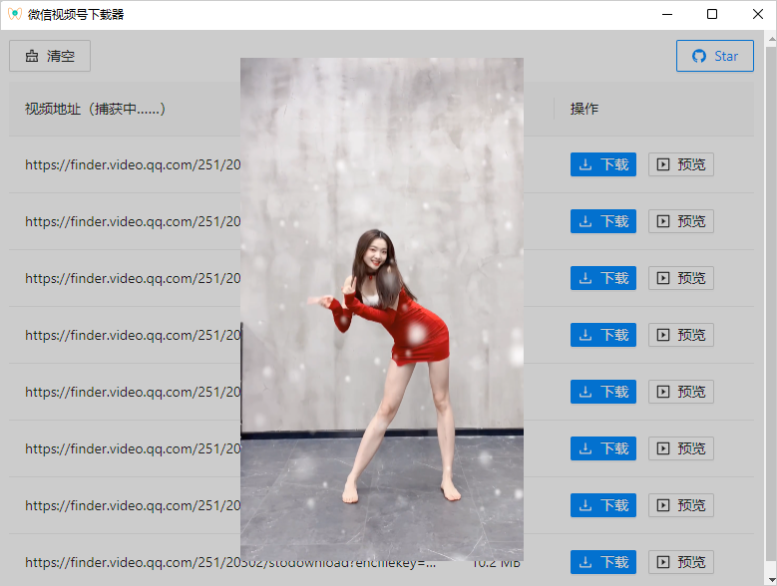 微信视频号下载器
清空
Star
视频地址（捕获中......）
操作
https://finder.video.qq.com/251/20
下载
预览
https://finder.video.qq.com/251/20
下载
预览
https://finder.video.qq.com/251/20
下载
预览
https://finder.video.qq.com/251/20
下载
预览
https://finder.video.qq.com/251/20
下载
预览
https://finder.video.qq.com/251/20
下载
预览
https://finder.video.qq.com/251/20
下载
预览
https://finder.video.qq.com/251/20302/stodownload?encfilekey=...
10.2 MB
下载
预览